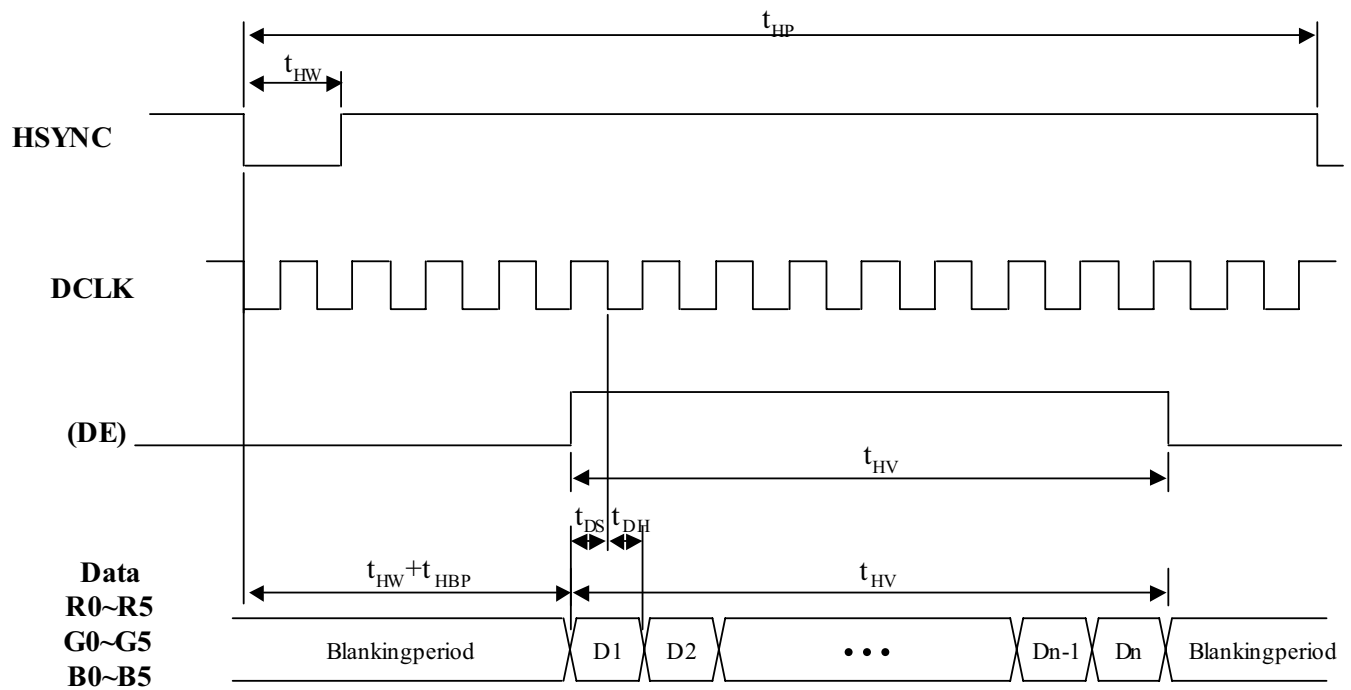 tHP
tHW
HSYNC
DCLK
(DE)
tHV
tDS tDH
Data
R0~R5
G0~G5
B0~B5
tHW+tHBP tHV
Blankingperiod D1 D2 ••• Dn-1 Dn Blankingperiod